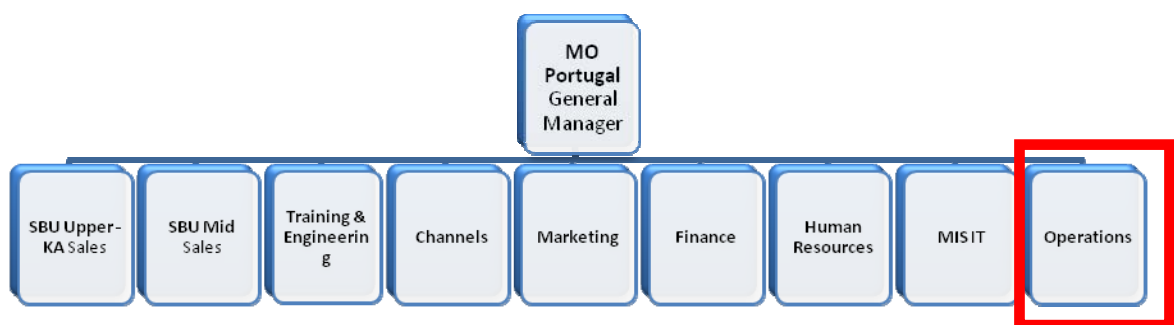 MO
Portugal
General
Manager
SBU Upper-
KA Sales
SBU Mid
Sales
Training &
Engineerin
g
Channels
Marketing
Finance
Human
Resources
MIS IT
Operations